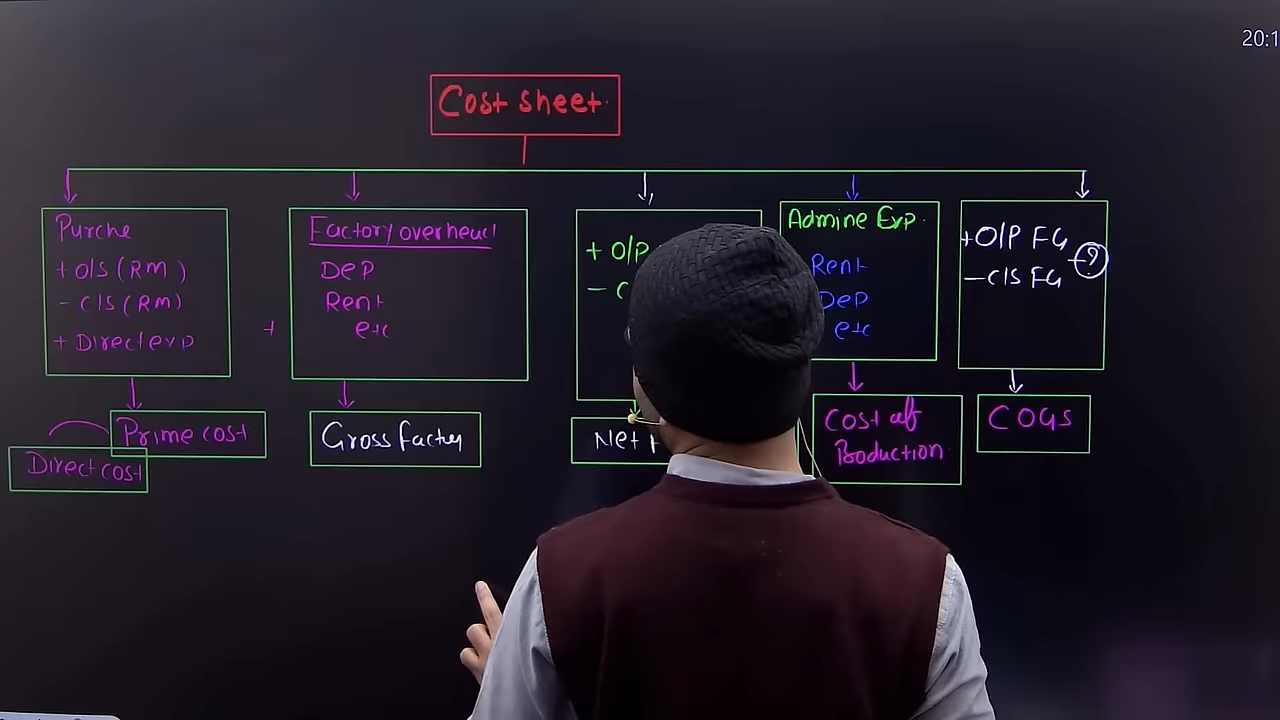 20:1
Cost sheet
Purche
+ O/S (RM)
- C/S (RM)
+ Direct exp
Prime cost
Direct cost
+
Factory overhead
Dep
Rent
etc
Gross factory
+ O/P
- C
Net
Admine Exp.
Rent
Dep
etc
Cost of
Production
+O/P FG
-C/S FG
COGS